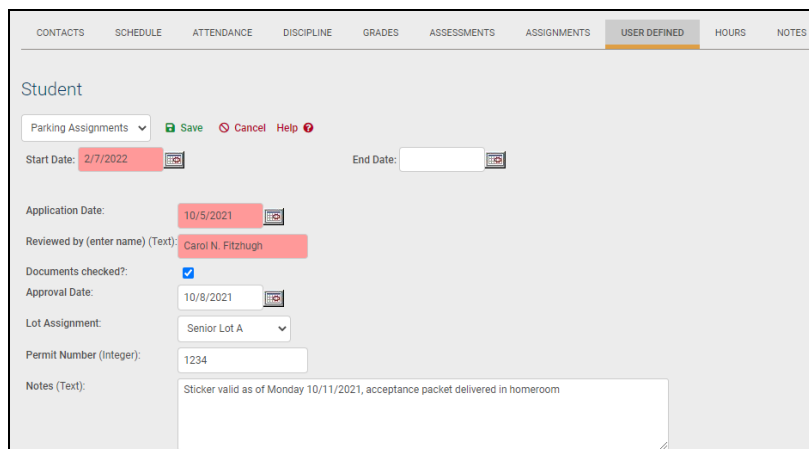 CONTACTS SCHEDULE ATTENDANCE DISCIPLINE GRADES ASSESSMENTS ASSIGNMENTS USER DEFINED HOURS NOTES
Student
Parking Assignments Save Cancel Help ?
Start Date: 2/7/2022 End Date:
Application Date: 10/5/2021
Reviewed by (enter name) (Text): Carol N. Fitzhugh
Documents checked?:
Approval Date: 10/8/2021
Lot Assignment: Senior Lot A
Permit Number (Integer): 1234
Notes (Text): Sticker valid as of Monday 10/11/2021, acceptance packet delivered in homeroom